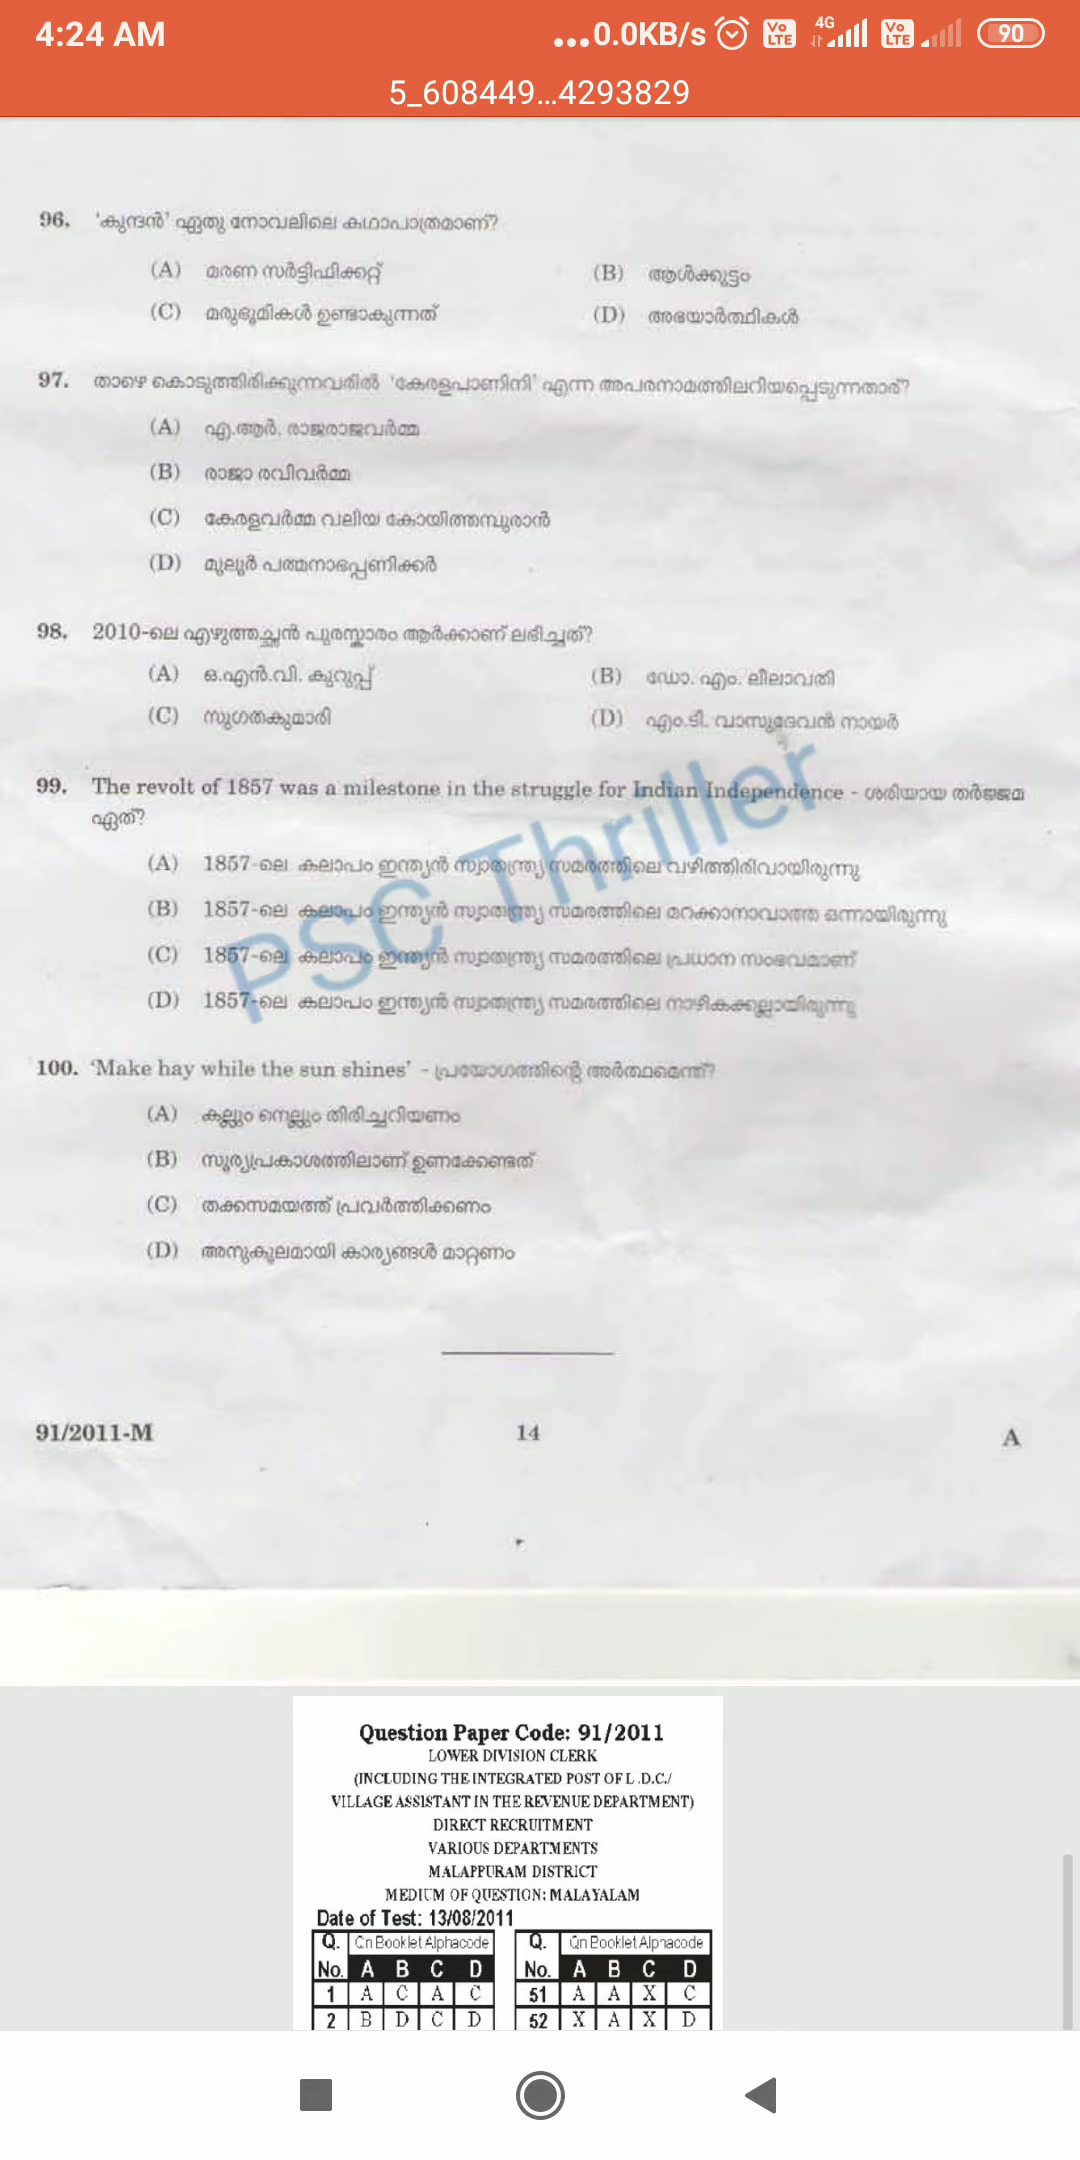 4:24 AM
...0.0KB/s Vo LTE 4G Vo LTE 90
5_608449...4293829
96. 'കുന്ദൻ' ഏതു നോവലിലെ കഥാപാത്രമാണ്?
(A) മരണ സർട്ടിഫിക്കറ്റ് (B) ആൾക്കൂട്ടം
(C) മരുഭൂമികൾ ഉണ്ടാകുന്നത് (D) അഭയാർത്ഥികൾ
97. താഴെ കൊടുത്തിരിക്കുന്നവരിൽ 'കേരളപാണിനി' എന്ന അപരനാമത്തിലറിയപ്പെടുന്നതാര്?
(A) എ.ആർ. രാജരാജവർമ്മ
(B) രാജാ രവിവർമ്മ
(C) കേരളവർമ്മ വലിയ കോയിത്തമ്പുരാൻ
(D) മുലൂർ പത്മനാഭപ്പണിക്കർ
98. 2010-ലെ എഴുത്തച്ഛൻ പുരസ്കാരം ആർക്കാണ് ലഭിച്ചത്?
(A) ഒ.എൻ.വി. കുറുപ്പ് (B) ഡോ. എം. ലീലാവതി
(C) സുഗതകുമാരി (D) എം.ടി. വാസുദേവൻ നായർ
99. The revolt of 1857 was a milestone in the struggle for Indian Independence - ശരിയായ തർജ്ജമ
ഏത്?
(A) 1857-ലെ കലാപം ഇന്ത്യൻ സ്വാതന്ത്ര്യ സമരത്തിലെ വഴിത്തിരിവായിരുന്നു
(B) 1857-ലെ കലാപം ഇന്ത്യൻ സ്വാതന്ത്ര്യ സമരത്തിലെ മറക്കാനാവാത്ത ഒന്നായിരുന്നു
(C) 1857-ലെ കലാപം ഇന്ത്യൻ സ്വാതന്ത്ര്യ സമരത്തിലെ പ്രധാന സംഭവമാണ്
(D) 1857-ലെ കലാപം ഇന്ത്യൻ സ്വാതന്ത്ര്യ സമരത്തിലെ നാഴികക്കല്ലായിരുന്നു
PSC Thriller
100. 'Make hay while the sun shines' - പ്രയോഗത്തിന്റെ അർത്ഥമെന്ത്?
(A) കല്ലും നെല്ലും തിരിച്ചറിയണം
(B) സൂര്യപ്രകാശത്തിലാണ് ഉണക്കേണ്ടത്
(C) തക്കസമയത്ത് പ്രവർത്തിക്കണം
(D) അനുകൂലമായി കാര്യങ്ങൾ മാറ്റണം
91/2011-M 14 A
Question Paper Code: 91/2011
LOWER DIVISION CLERK
(INCLUDING THE INTEGRATED POST OF L.D.C./
VILLAGE ASSISTANT IN THE REVENUE DEPARTMENT)
DIRECT RECRUITMENT
VARIOUS DEPARTMENTS
MALAPPURAM DISTRICT
MEDIUM OF QUESTION: MALAYALAM
Date of Test: 13/08/2011
Q. Qn Booklet Alphacode Q. Qn Booklet Alphacode
No. A B C D No. A B C D
1 A C A C 51 A A X C
2 B D C D 52 X A X D